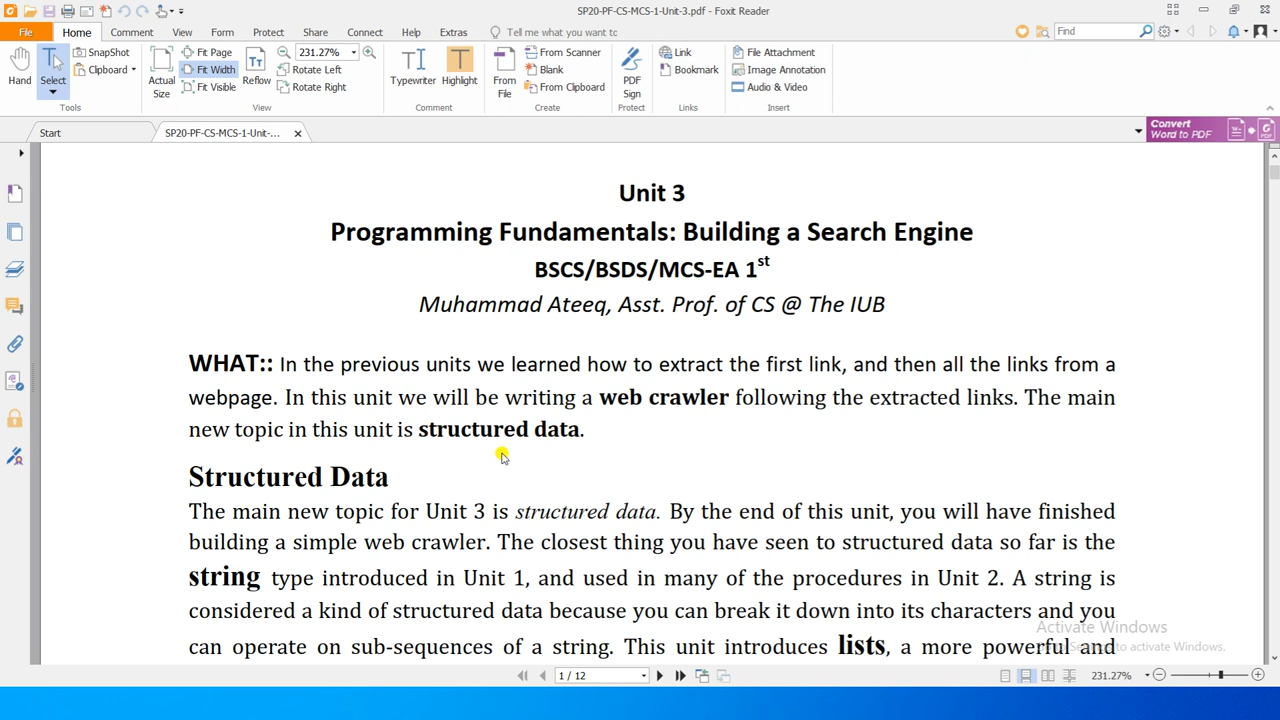 SP20-PF-CS-MCS-1-Unit-3.pdf - Foxit Reader
File Home Comment View Form Protect Share Connect Help Extras Tell me what you want to Find
Hand
Select
SnapShot
Clipboard
Tools
Actual Size
Fit Page
Fit Width
Fit Visible
Reflow
231.27%
Rotate Left
Rotate Right
View
Typewriter
Highlight
Comment
From File
From Scanner
Blank
From Clipboard
Create
PDF Sign
Protect
Link
Bookmark
Links
File Attachment
Image Annotation
Audio & Video
Insert
Start SP20-PF-CS-MCS-1-Unit-...
Convert
Word to PDF
Unit 3
Programming Fundamentals: Building a Search Engine
BSCS/BSDS/MCS-EA 1st
Muhammad Ateeq, Asst. Prof. of CS @ The IUB
WHAT:: In the previous units we learned how to extract the first link, and then all the links from a
webpage. In this unit we will be writing a web crawler following the extracted links. The main
new topic in this unit is structured data.
Structured Data
The main new topic for Unit 3 is structured data. By the end of this unit, you will have finished
building a simple web crawler. The closest thing you have seen to structured data so far is the
string type introduced in Unit 1, and used in many of the procedures in Unit 2. A string is
considered a kind of structured data because you can break it down into its characters and you
can operate on sub-sequences of a string. This unit introduces lists, a more powerful and
Activate Windows
to activate Windows.
1 / 12
231.27%